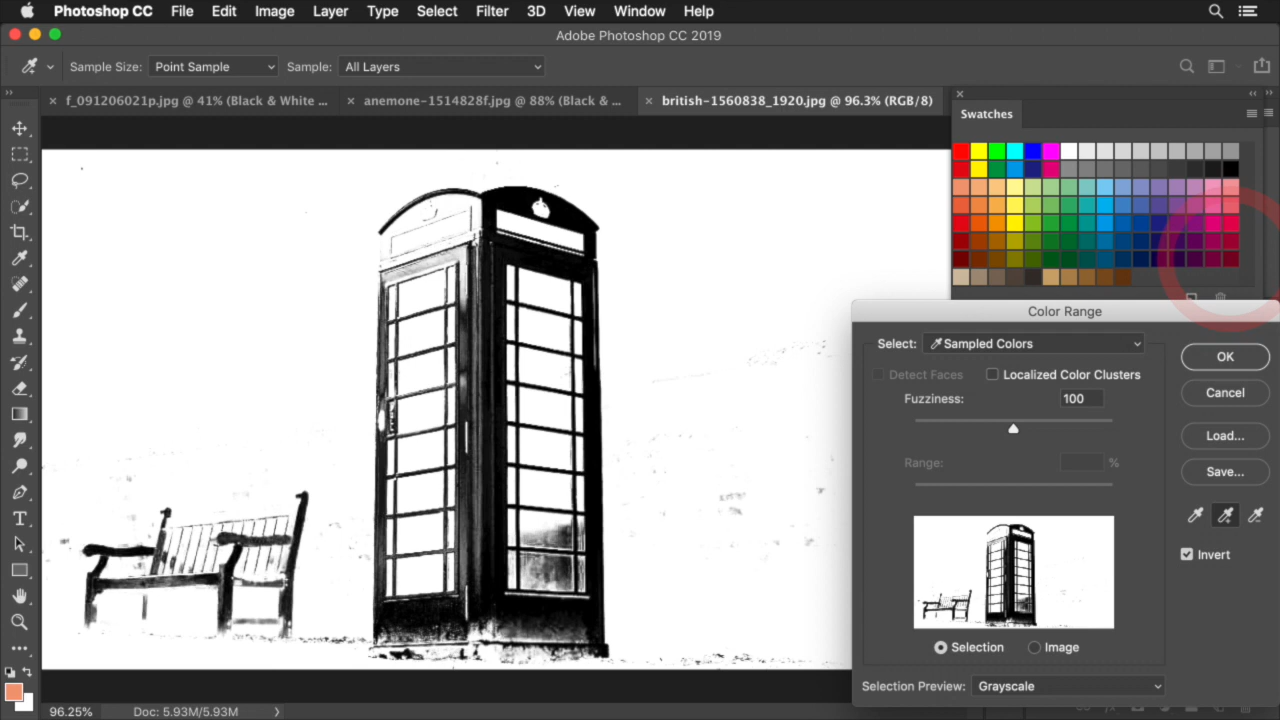 Photoshop CC File Edit Image Layer Type Select Filter 3D View Window Help
Adobe Photoshop CC 2019
Sample Size: Point Sample Sample: All Layers
f_091206021p.jpg @ 41% (Black & White ... anemone-1514828f.jpg @ 88% (Black & ... british-1560838_1920.jpg @ 96.3% (RGB/8)
Swatches
Color Range
Select: Sampled Colors
Detect Faces Localized Color Clusters
Fuzziness: 100
Range: %
OK
Cancel
Load...
Save...
Invert
Selection Image
Selection Preview: Grayscale
96.25% Doc: 5.93M/5.93M